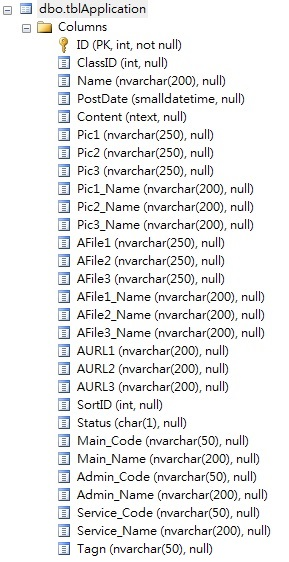 dbo.tblApplication
Columns
ID (PK, int, not null)
ClassID (int, null)
Name (nvarchar(200), null)
PostDate (smalldatetime, null)
Content (ntext, null)
Pic1 (nvarchar(250), null)
Pic2 (nvarchar(250), null)
Pic3 (nvarchar(250), null)
Pic1_Name (nvarchar(200), null)
Pic2_Name (nvarchar(200), null)
Pic3_Name (nvarchar(200), null)
AFile1 (nvarchar(250), null)
AFile2 (nvarchar(250), null)
AFile3 (nvarchar(250), null)
AFile1_Name (nvarchar(200), null)
AFile2_Name (nvarchar(200), null)
AFile3_Name (nvarchar(200), null)
AURL1 (nvarchar(200), null)
AURL2 (nvarchar(200), null)
AURL3 (nvarchar(200), null)
SortID (int, null)
Status (char(1), null)
Main_Code (nvarchar(50), null)
Main_Name (nvarchar(200), null)
Admin_Code (nvarchar(50), null)
Admin_Name (nvarchar(200), null)
Service_Code (nvarchar(50), null)
Service_Name (nvarchar(200), null)
Tagn (nvarchar(50), null)